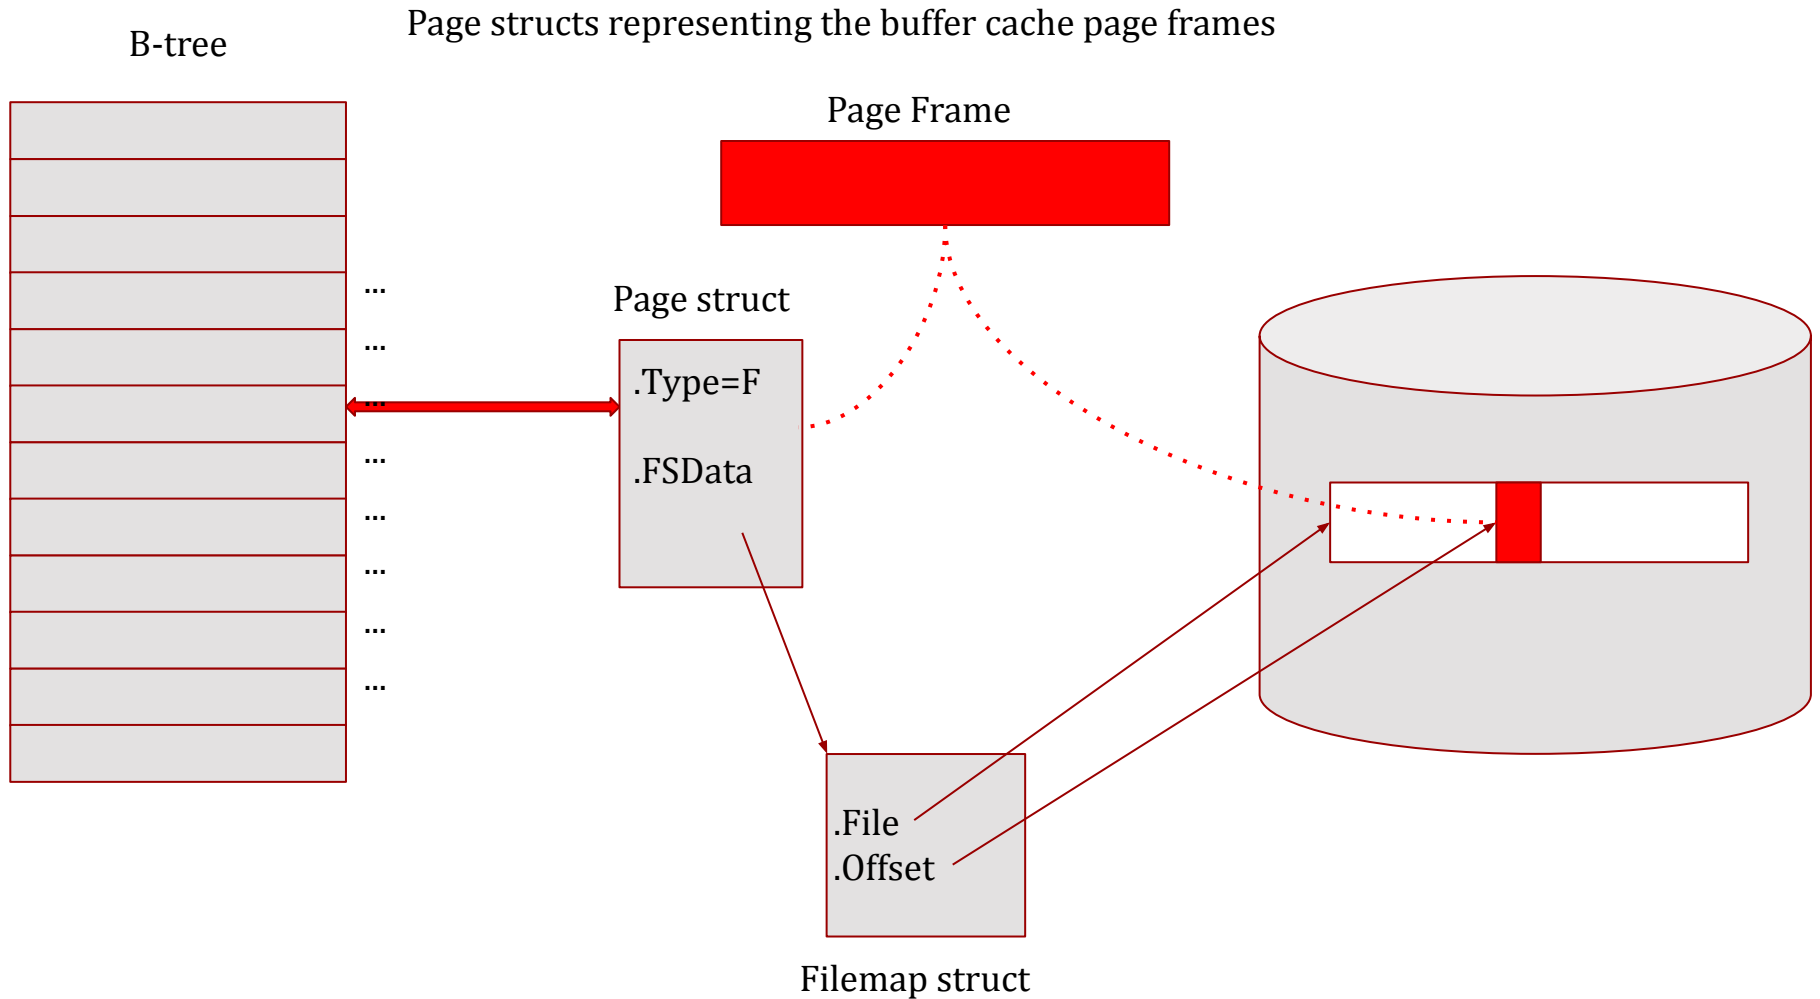 Page structs representing the buffer cache page frames
B-tree
Page Frame
...
Page struct
...
.Type=F
...
...
.FSData
...
...
...
...
.File
.Offset
Filemap struct